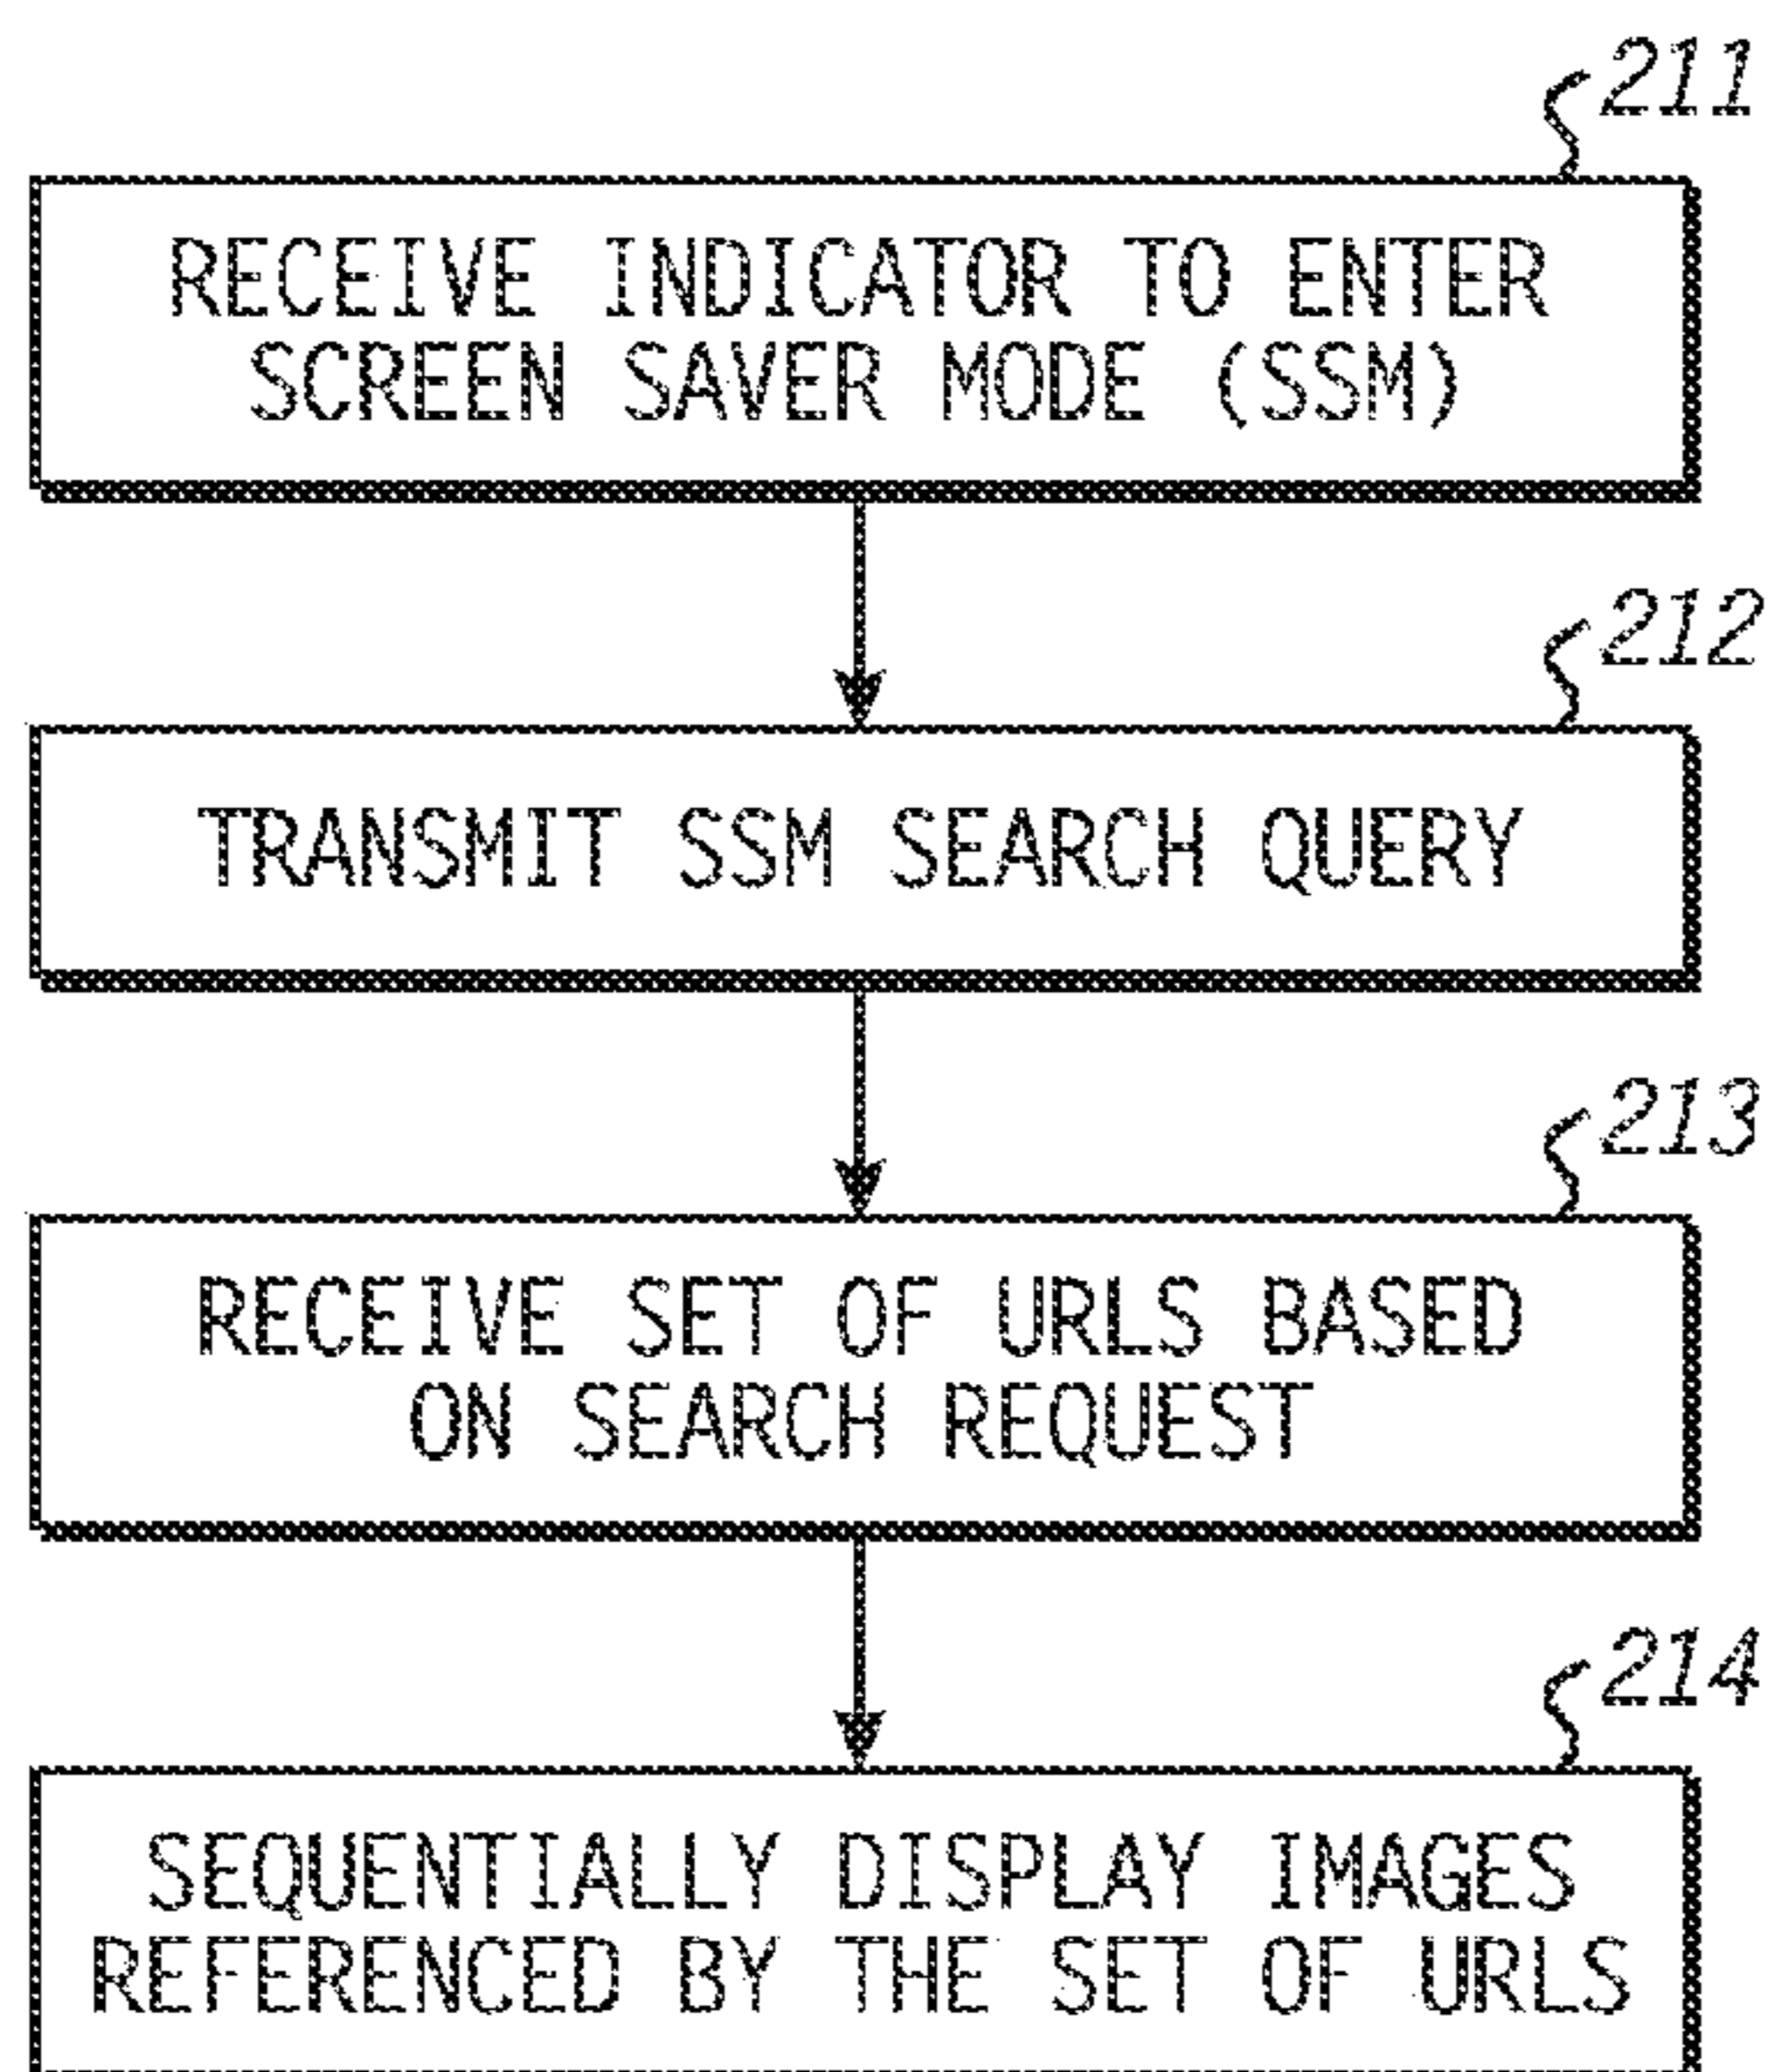 211
RECEIVE INDICATOR TO ENTER
SCREEN SAVER MODE (SSM)
212
TRANSMIT SSM SEARCH QUERY
213
RECEIVE SET OF URLS BASED
ON SEARCH REQUEST
214
SEQUENTIALLY DISPLAY IMAGES
REFERENCED BY THE SET OF URLS